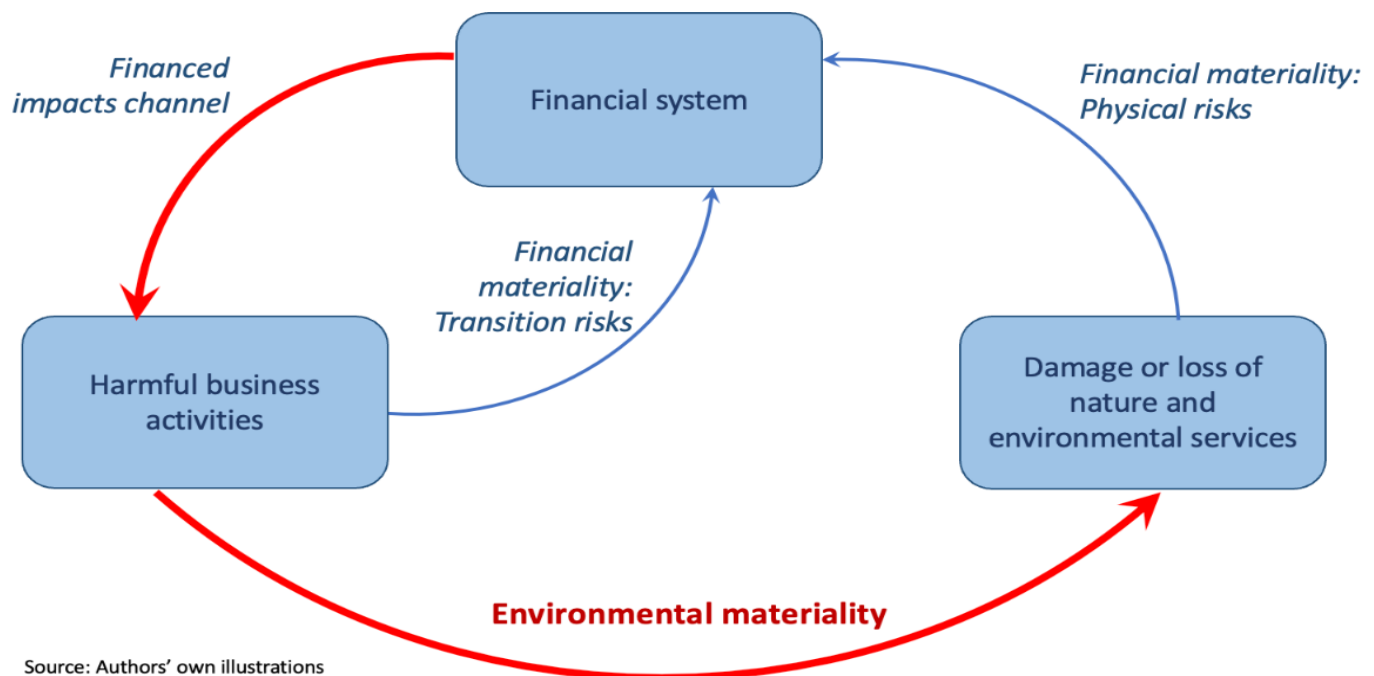 Financed
impacts channel
Financial system
Financial materiality:
Physical risks
Financial
materiality:
Transition risks
Harmful business
activities
Damage or loss of
nature and
environmental services
Environmental materiality
Source: Authors’ own illustrations